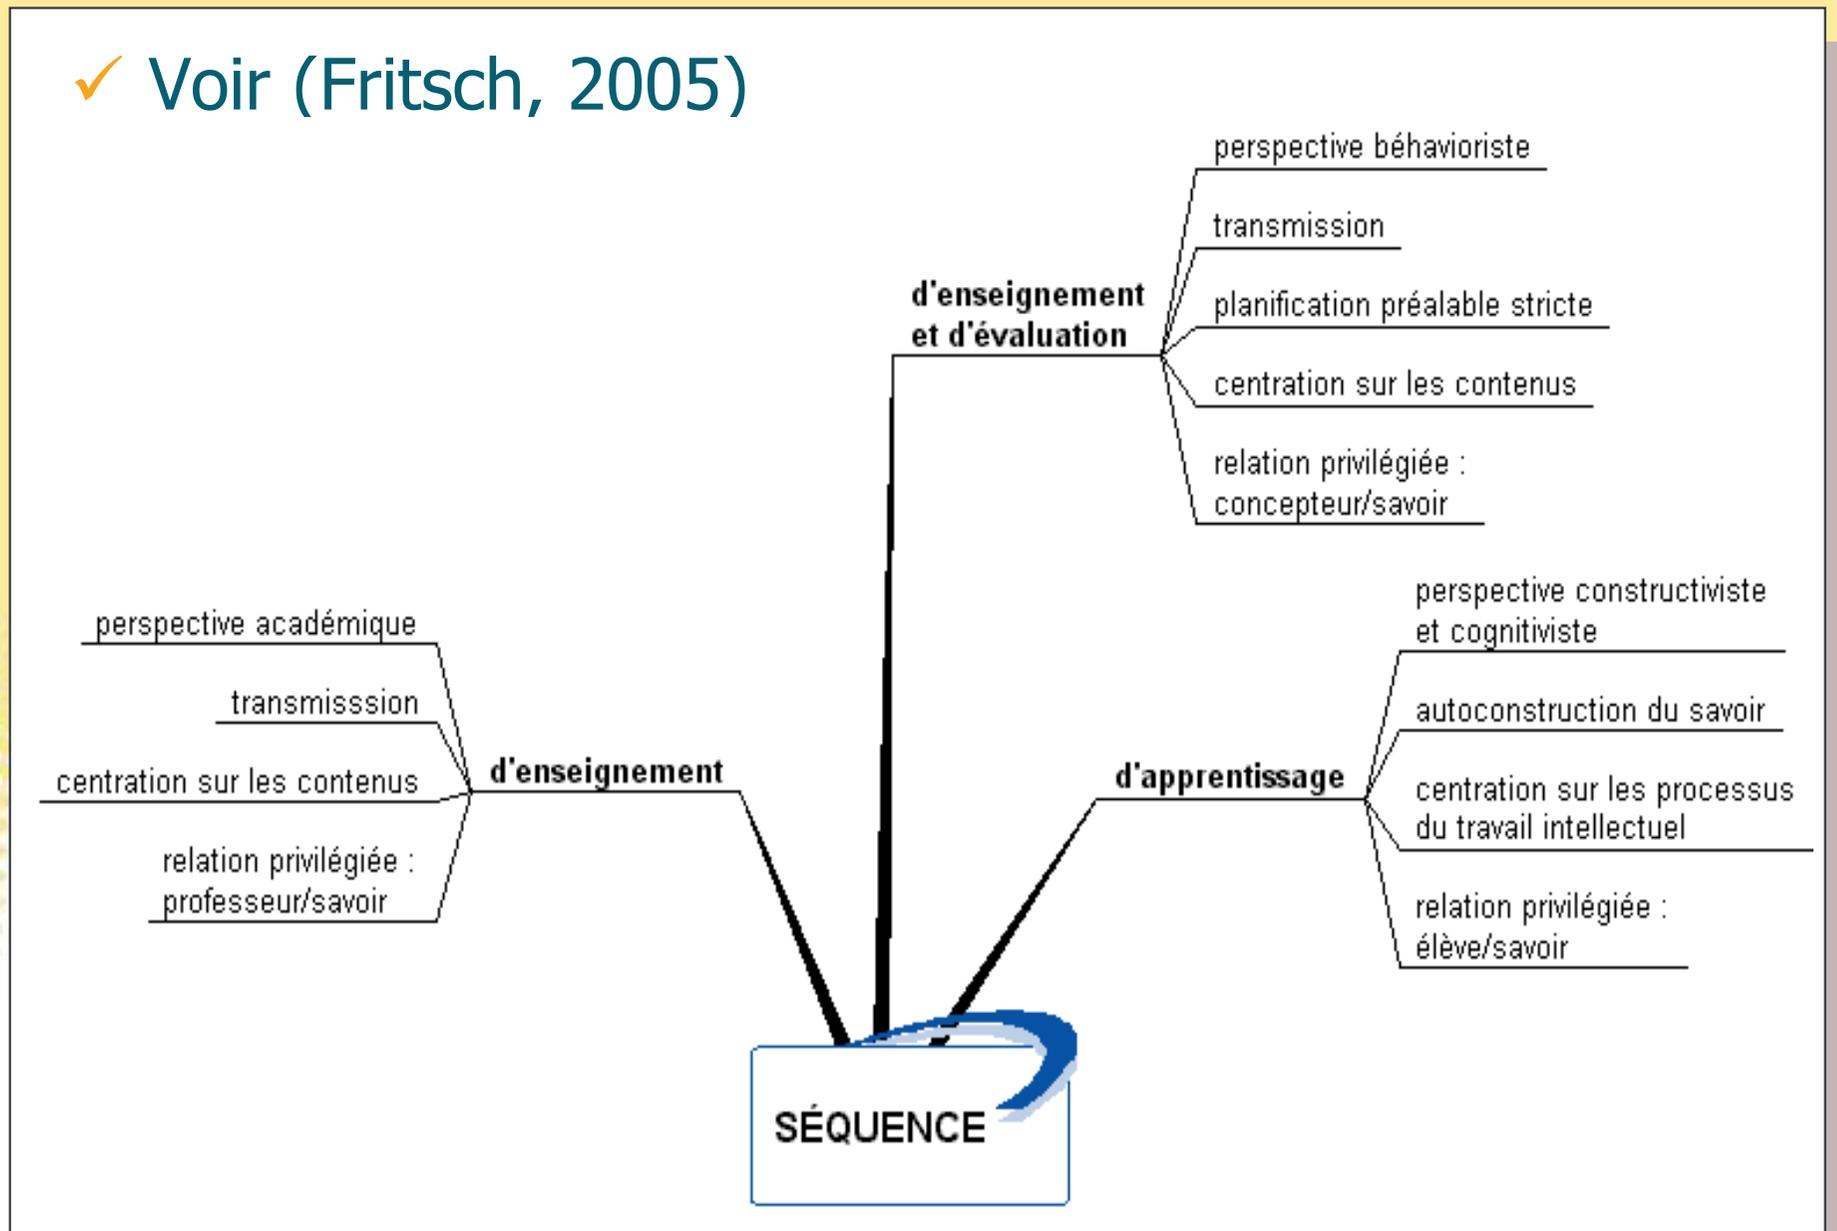 Voir (Fritsch, 2005)
perspective béhavioriste
transmission
d'enseignement
et d'évaluation
planification préalable stricte
centration sur les contenus
relation privilégiée :
concepteur/savoir
perspective académique
transmisssion
centration sur les contenus
relation privilégiée :
professeur/savoir
d'enseignement
d'apprentissage
perspective constructiviste
et cognitiviste
autoconstruction du savoir
centration sur les processus
du travail intellectuel
relation privilégiée :
élève/savoir
SÉQUENCE